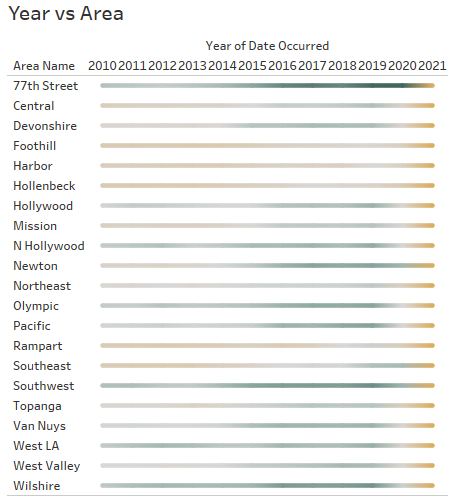 Year vs Area
Year of Date Occurred
Area Name 2010 2011 2012 2013 2014 2015 2016 2017 2018 2019 2020 2021
77th Street
Central
Devonshire
Foothill
Harbor
Hollenbeck
Hollywood
Mission
N Hollywood
Newton
Northeast
Olympic
Pacific
Rampart
Southeast
Southwest
Topanga
Van Nuys
West LA
West Valley
Wilshire